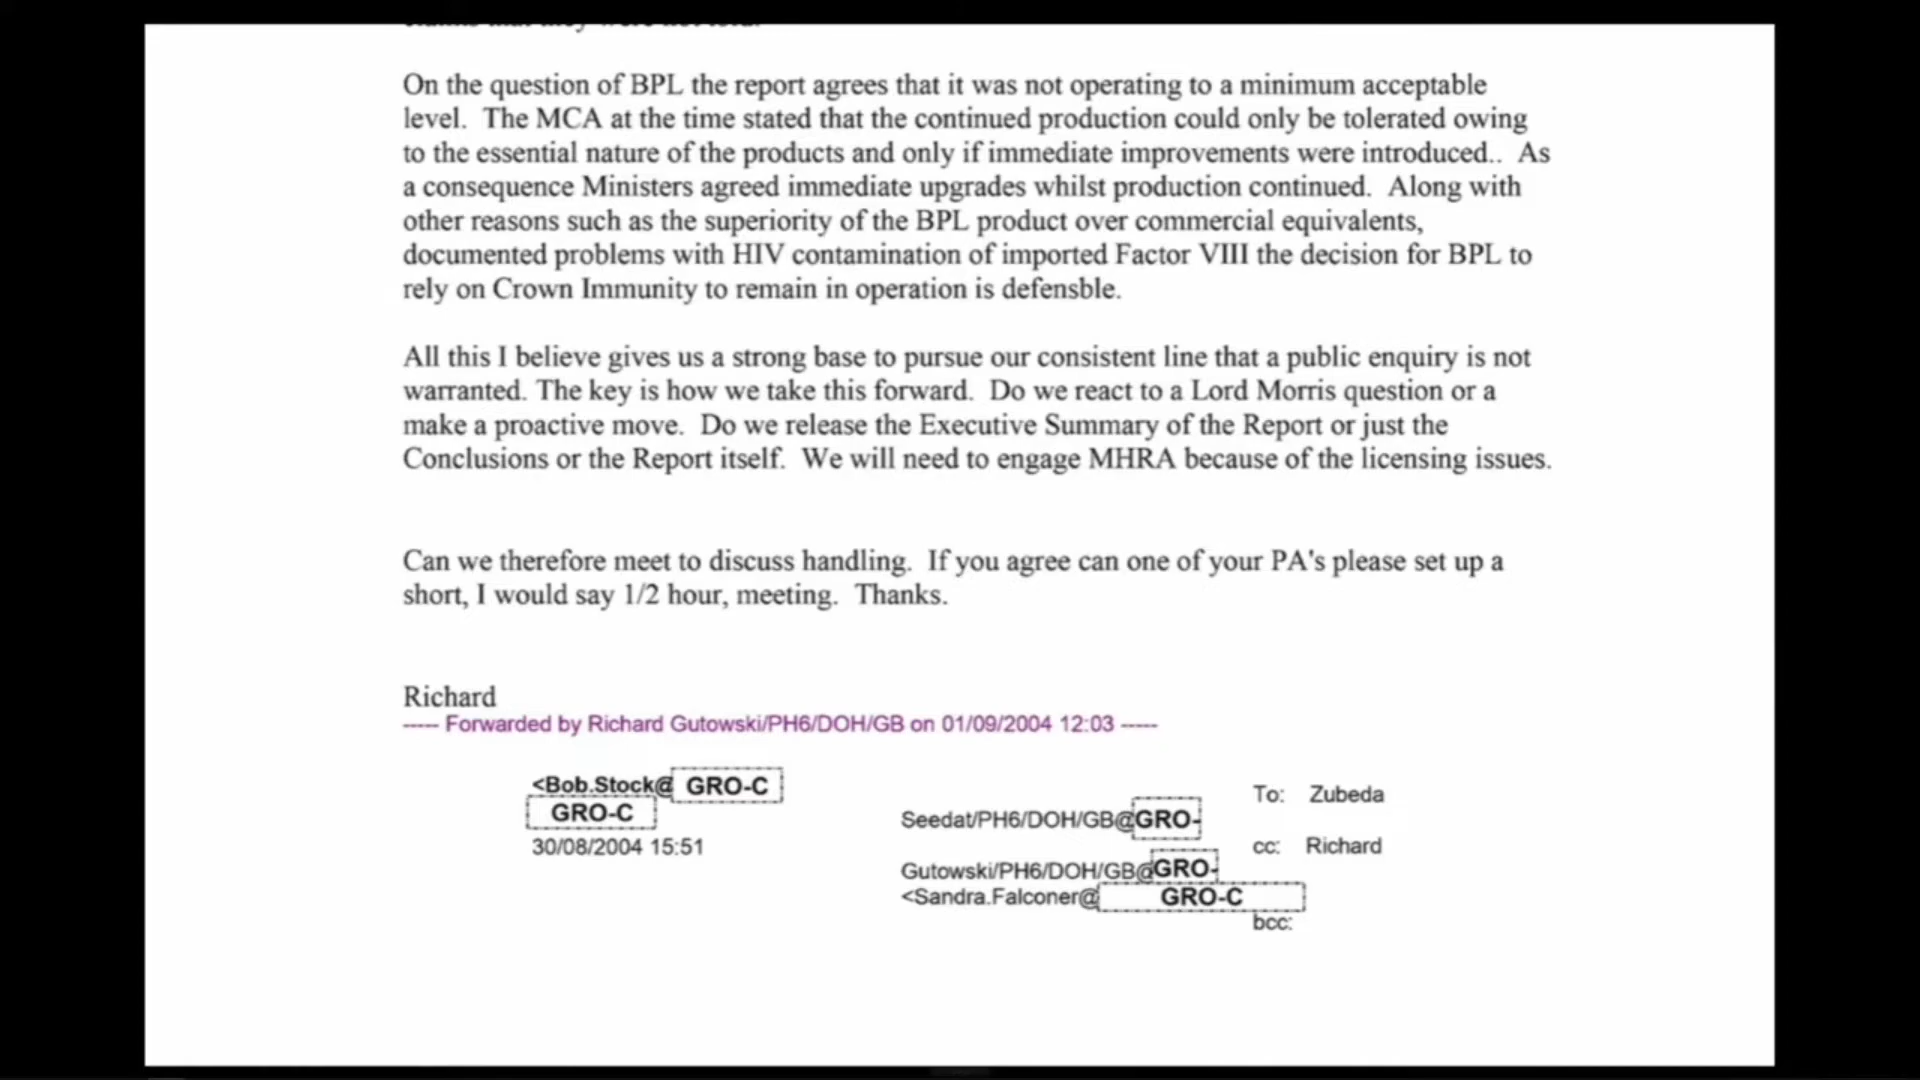 claims that they were not told.
On the question of BPL the report agrees that it was not operating to a minimum acceptable
level. The MCA at the time stated that the continued production could only be tolerated owing
to the essential nature of the products and only if immediate improvements were introduced.. As
a consequence Ministers agreed immediate upgrades whilst production continued. Along with
other reasons such as the superiority of the BPL product over commercial equivalents,
documented problems with HIV contamination of imported Factor VIII the decision for BPL to
rely on Crown Immunity to remain in operation is defensble.
All this I believe gives us a strong base to pursue our consistent line that a public enquiry is not
warranted. The key is how we take this forward. Do we react to a Lord Morris question or a
make a proactive move. Do we release the Executive Summary of the Report or just the
Conclusions or the Report itself. We will need to engage MHRA because of the licensing issues.
Can we therefore meet to discuss handling. If you agree can one of your PA's please set up a
short, I would say 1/2 hour, meeting. Thanks.
Richard
----- Forwarded by Richard Gutowski/PH6/DOH/GB on 01/09/2004 12:03 -----
<Bob.Stock@ GRO-C
GRO-C
30/08/2004 15:51
To: Zubeda
Seedat/PH6/DOH/GB@GRO-
cc: Richard
Gutowski/PH6/DOH/GB@GRO-
<Sandra.Falconer@ GRO-C
bcc: